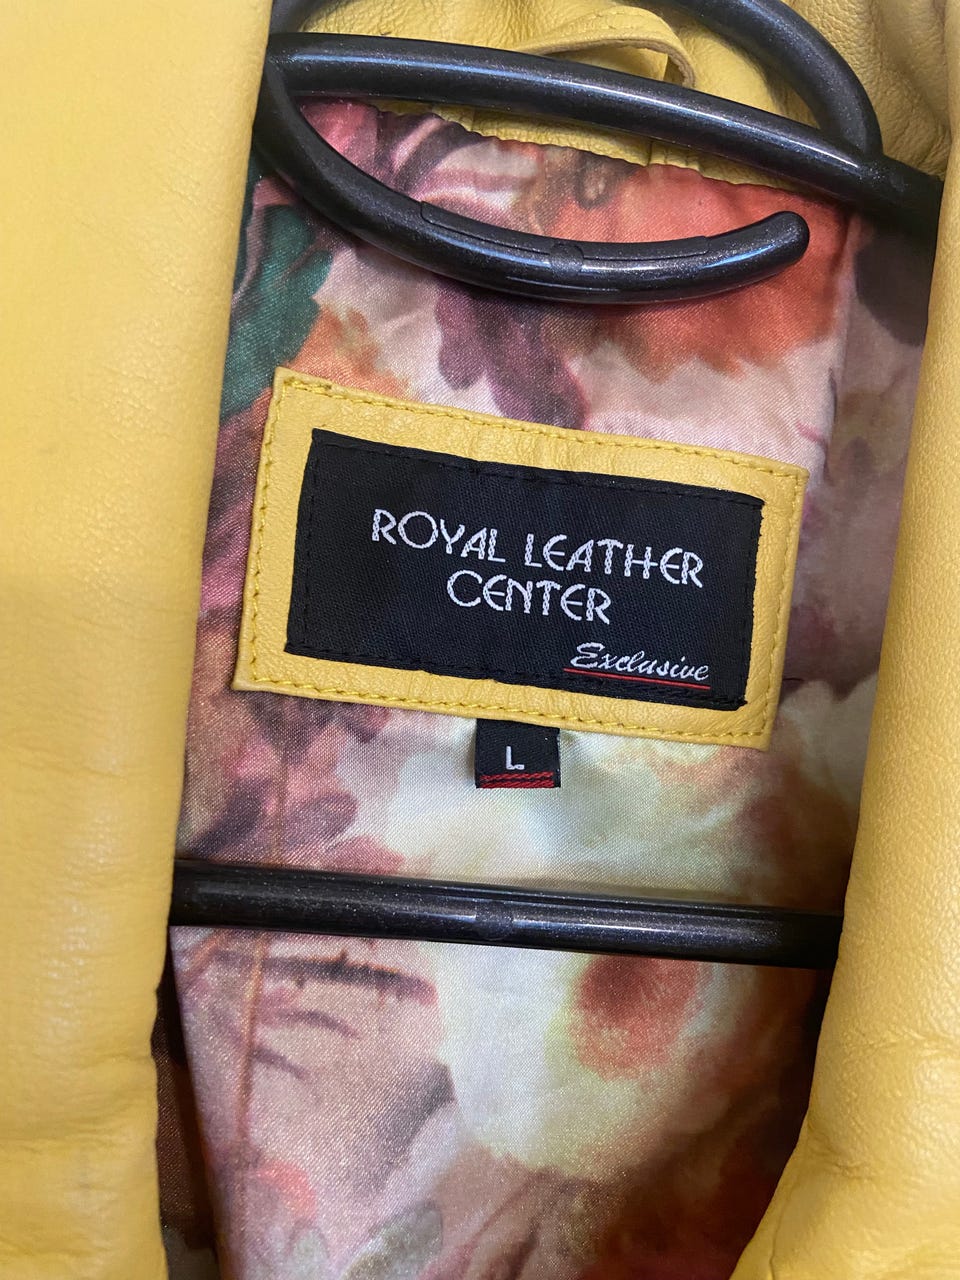 ROYAL LEATHER
CENTER
Exclusive
L